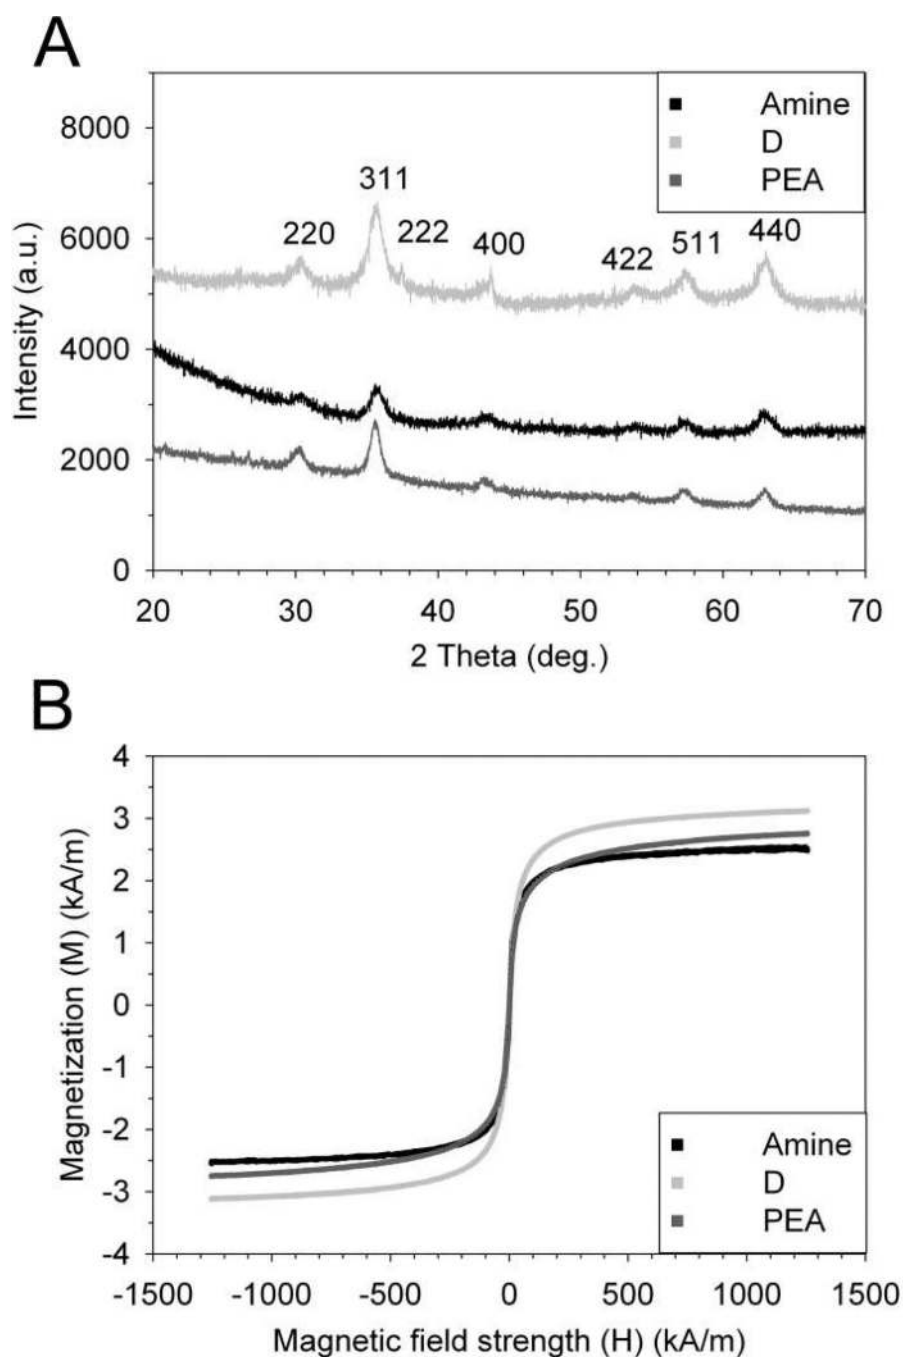 A
Intensity (a.u.)
8000
6000
4000
2000
0
Amine
D
PEA
311
220
222
400
422
511
440
20
30
40
50
60
70
2 Theta (deg.)
B
Magnetization (M) (kA/m)
4
3
2
1
0
-1
-2
-3
-4
Amine
D
PEA
-1500
-1000
-500
0
500
1000
1500
Magnetic field strength (H) (kA/m)